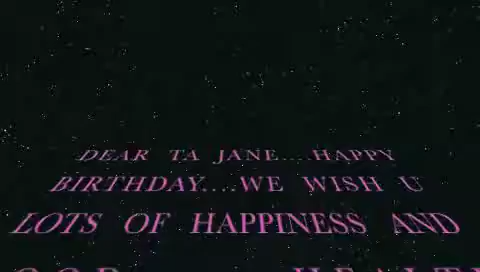 DEAR TA JANE....HAPPY
BIRTHDAY....WE WISH U
LOTS OF HAPPINESS AND